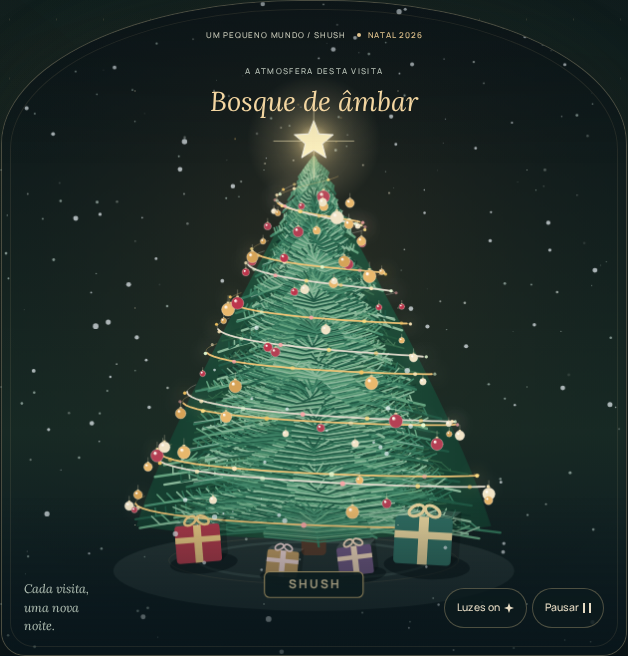 UM PEQUENO MUNDO / SHUSH • NATAL 2026
A ATMOSFERA DESTA VISITA
Bosque de âmbar
SHUSH
Cada visita,
uma nova
noite.
Luzes on
Pausar